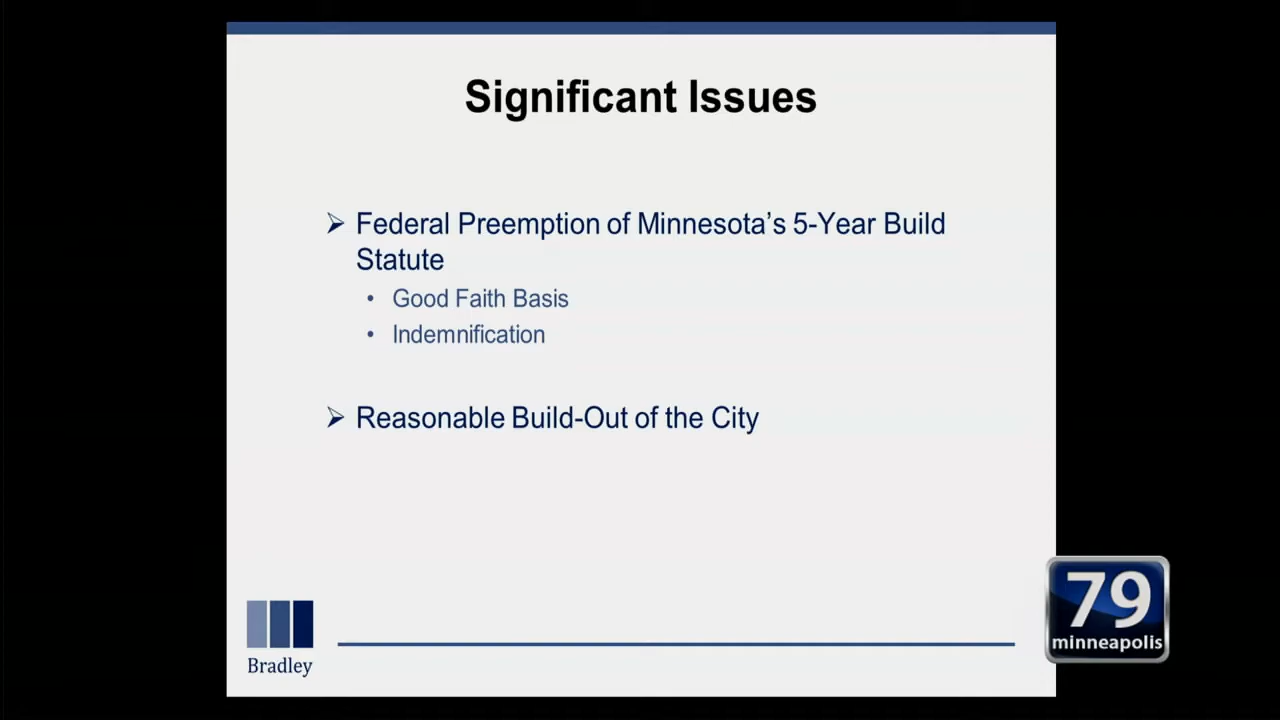 Significant Issues
➢ Federal Preemption of Minnesota's 5-Year Build
Statute
• Good Faith Basis
• Indemnification
➢ Reasonable Build-Out of the City
Bradley
79
minneapolis